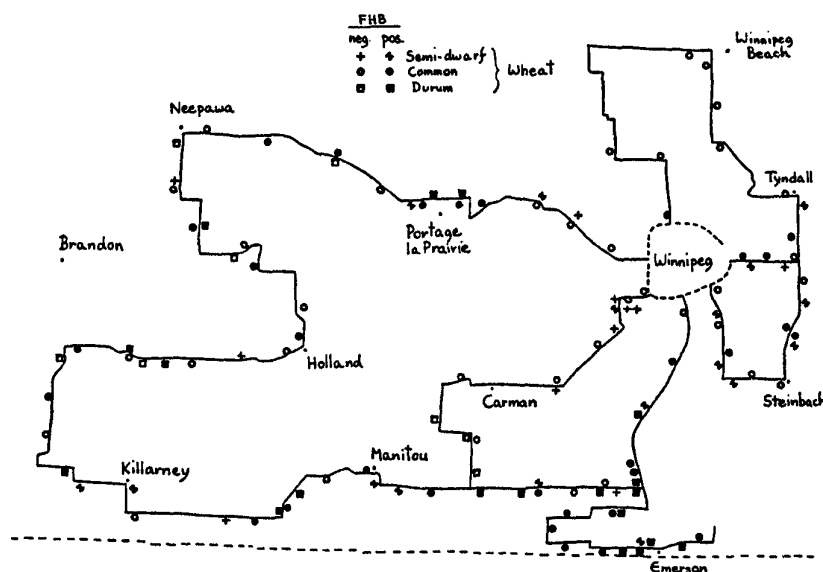 FHB
neg. pos.
Semi-dwarf
Common
Durum
Wheat
Winnipeg
Beach
Neepawa
Tyndall
Brandon
Portage
la Prairie
Winnipeg
Holland
Carman
Steinbach
Killarney
Manitou
Emerson